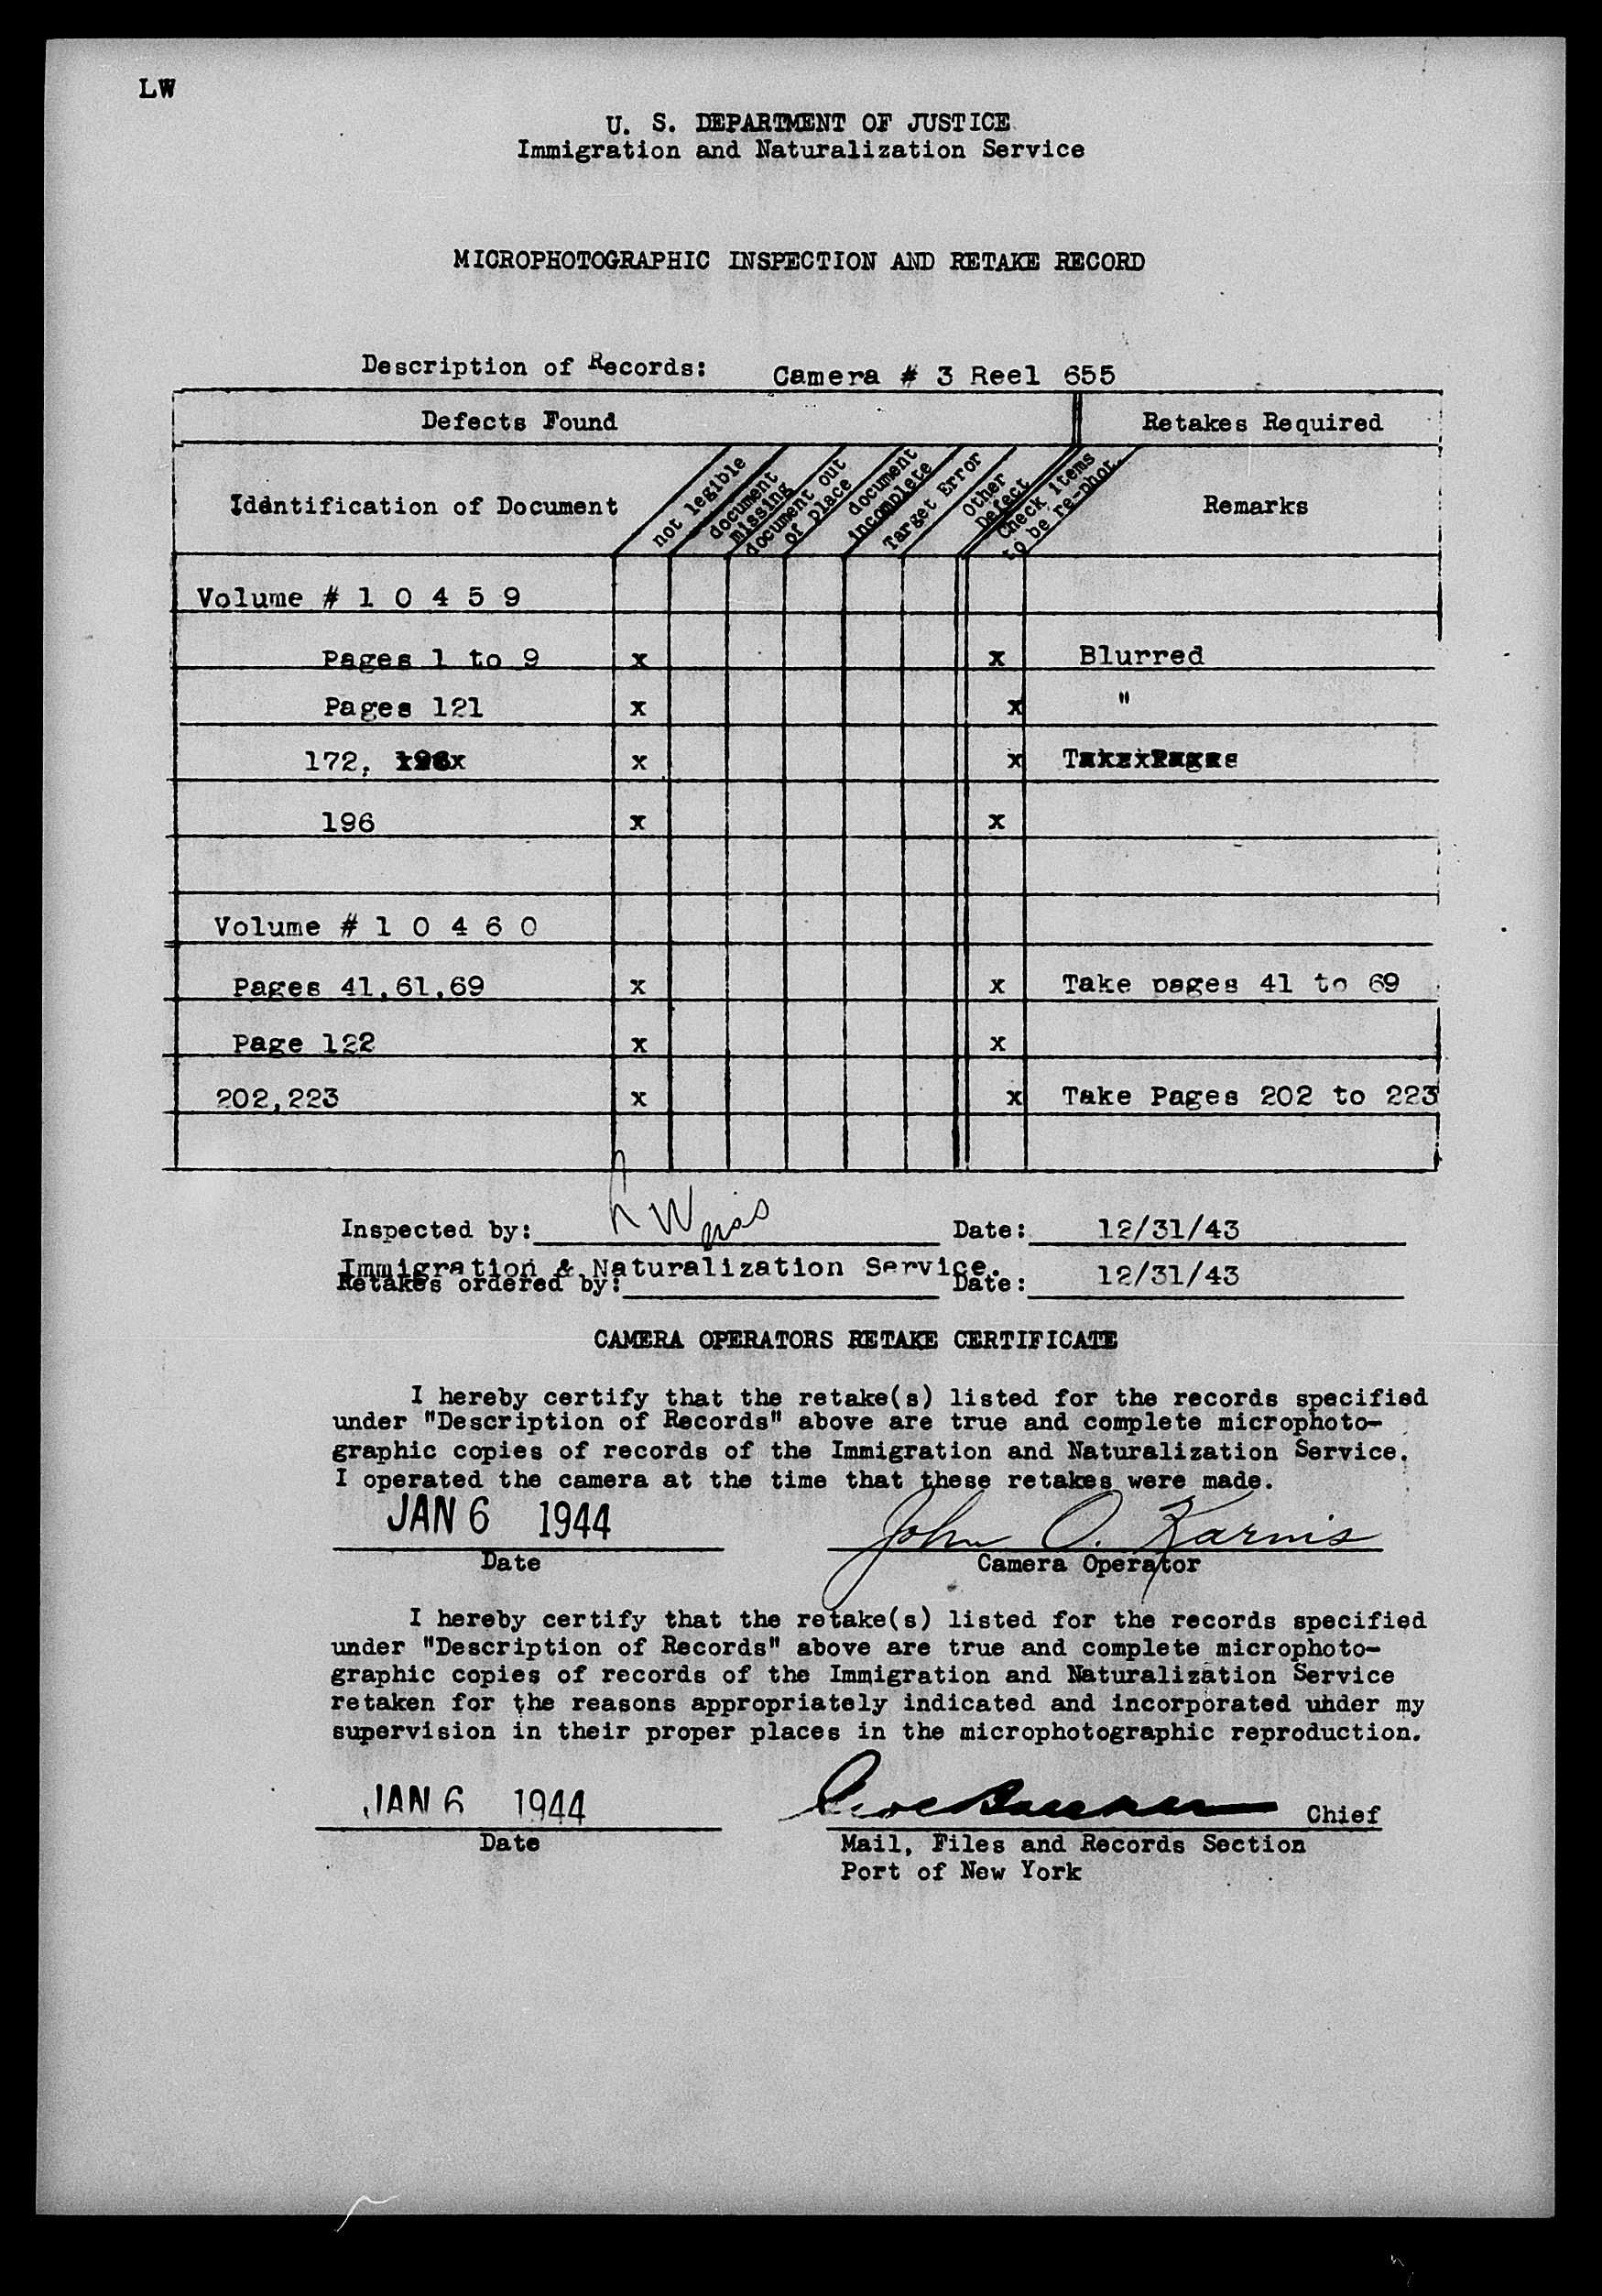 LW
U. S. DEPARTMENT OF JUSTICE
Immigration and Naturalization Service
MICROPHOTOGRAPHIC INSPECTION AND RETAKE RECORD
Description of Records: Camera # 3 Reel 655
Defects Found Retakes Required
Identification of Document not legible document missing document out of place document incomplete Target Error Other Defect Check items to be re-phor. Remarks
Volume # 1 0 4 5 9
Pages 1 to 9 x x Blurred
Pages 121 x x "
172, x x
196 x x
Volume # 1 0 4 6 0
Pages 41,61,69 x x Take pages 41 to 69
Page 122 x x
202,223 x x Take Pages 202 to 223
Inspected by: L Weiss Date: 12/31/43
Immigration & Naturalization Service.
Retakes ordered by: Date: 12/31/43
CAMERA OPERATORS RETAKE CERTIFICATE
I hereby certify that the retake(s) listed for the records specified
under "Description of Records" above are true and complete microphoto-
graphic copies of records of the Immigration and Naturalization Service.
I operated the camera at the time that these retakes were made.
JAN 6 1944 John O. Karnis
Date Camera Operator
I hereby certify that the retake(s) listed for the records specified
under "Description of Records" above are true and complete microphoto-
graphic copies of records of the Immigration and Naturalization Service
retaken for the reasons appropriately indicated and incorporated under my
supervision in their proper places in the microphotographic reproduction.
JAN 6 1944 Chief
Date Mail, Files and Records Section
Port of New York